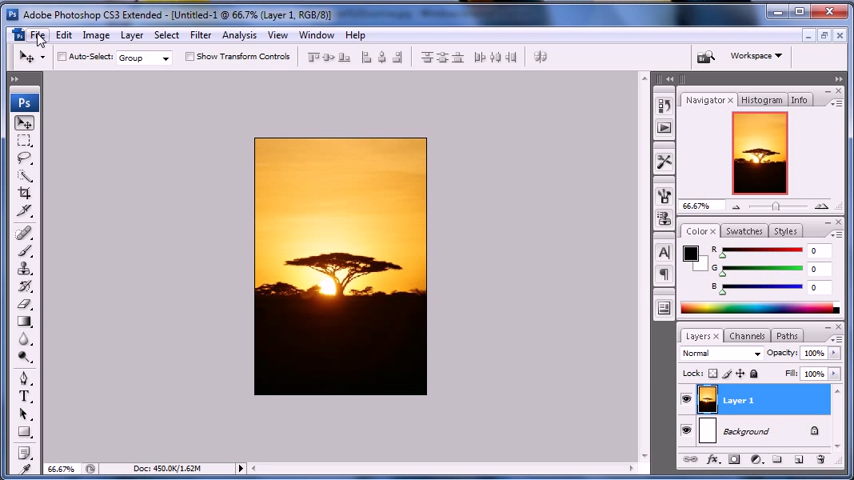 Adobe Photoshop CS3 Extended - [Untitled-1 @ 66.7% (Layer 1, RGB/8)]
File Edit Image Layer Select Filter Analysis View Window Help
Auto-Select: Group Show Transform Controls Workspace
Ps
Navigator Histogram Info
66.67%
Color Swatches Styles
R 0
G 0
B 0
Layers Channels Paths
Normal Opacity: 100%
Lock: Fill: 100%
Layer 1
Background
66.67% Doc: 450.0K/1.62M